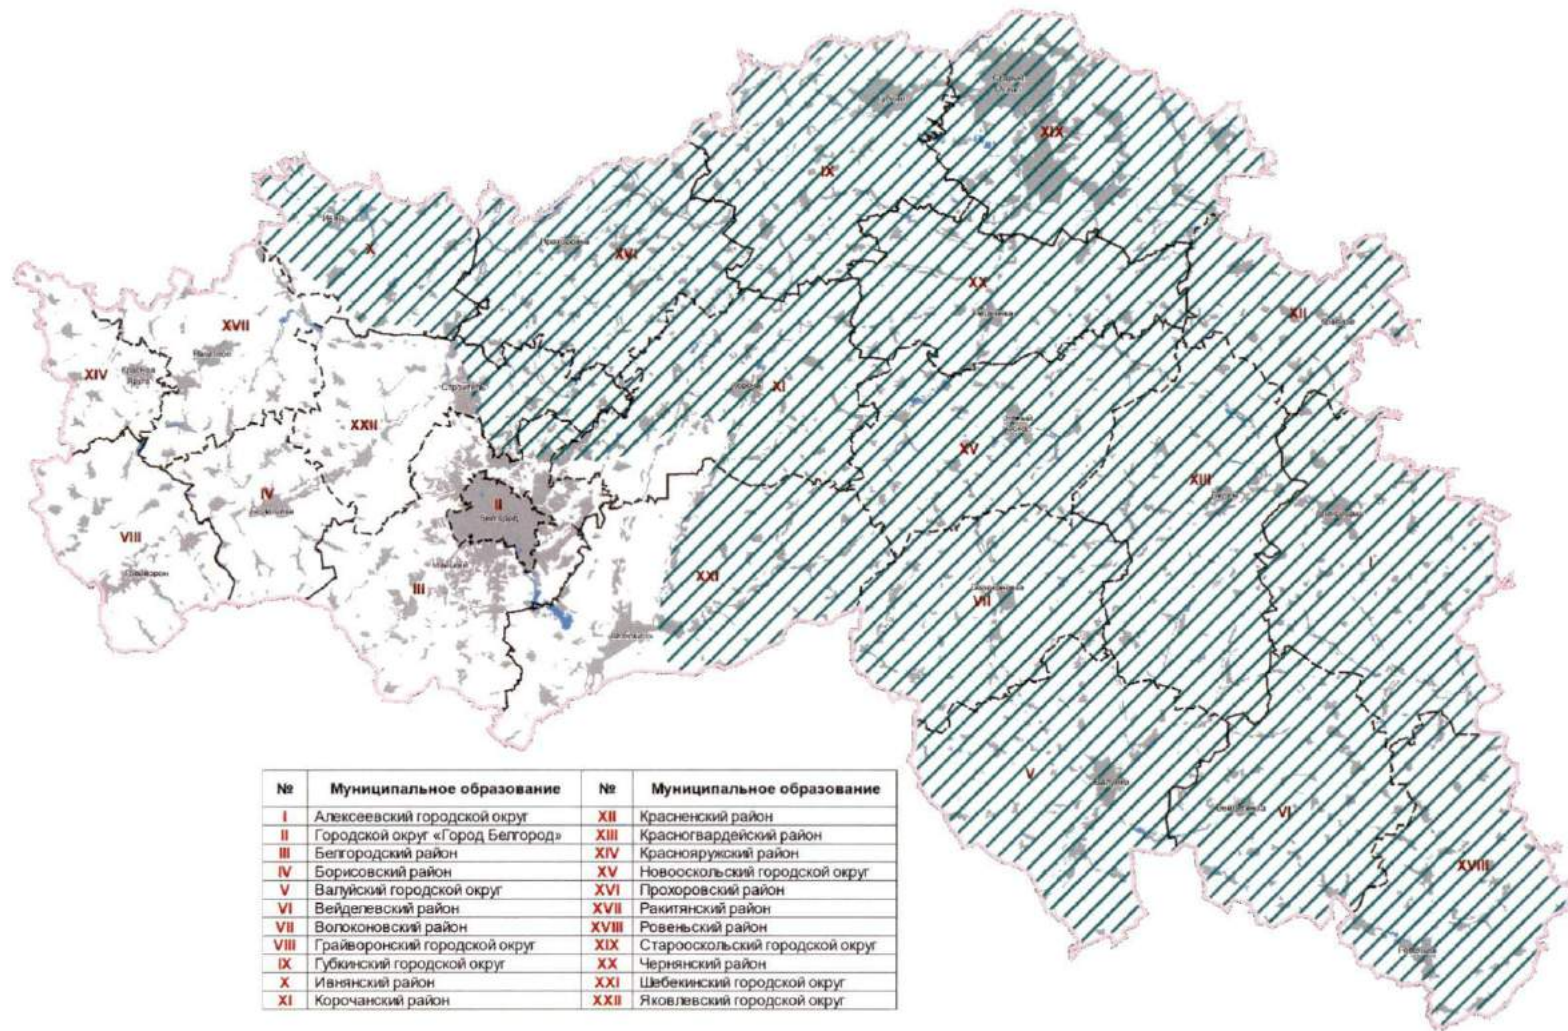 XIX
IX
X
XVI
XX
XII
XVII
XIV
Красная
Яруга
Строитель
XI
XXII
XV
XIII
IV
II
Белгород
VIII
III
XXI
VII
I
V
VI
XVIII
№ Муниципальное образование № Муниципальное образование
I Алексеевский городской округ XII Красненский район
II Городской округ «Город Белгород» XIII Красногвардейский район
III Белгородский район XIV Краснояружский район
IV Борисовский район XV Новооскольский городской округ
V Валуйский городской округ XVI Прохоровский район
VI Вейделевский район XVII Ракитянский район
VII Волоконовский район XVIII Ровеньский район
VIII Грайворонский городской округ XIX Старооскольский городской округ
IX Губкинский городской округ XX Чернянский район
X Ивнянский район XXI Шебекинский городской округ
XI Корочанский район XXII Яковлевский городской округ